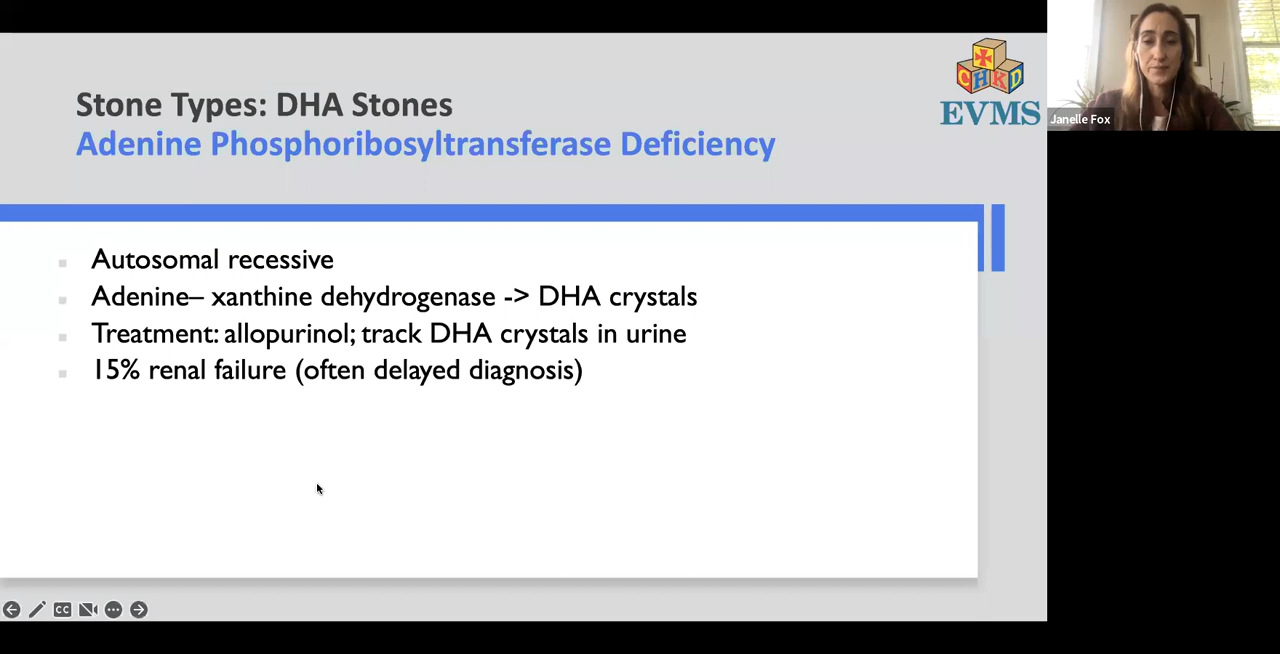 Stone Types: DHA Stones
Adenine Phosphoribosyltransferase Deficiency
CHKD
EVMS
Janelle Fox
Autosomal recessive
Adenine– xanthine dehydrogenase -> DHA crystals
Treatment: allopurinol; track DHA crystals in urine
15% renal failure (often delayed diagnosis)
CC